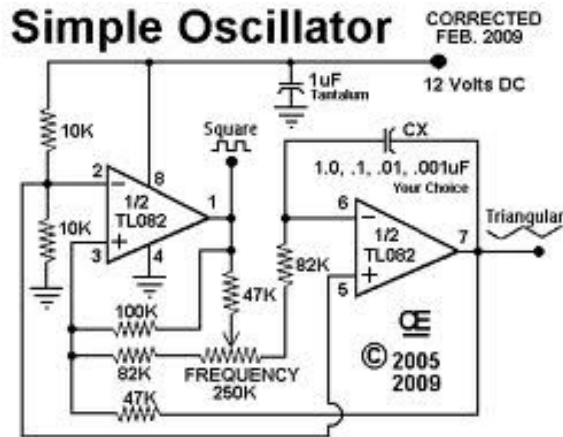 Simple Oscillator
CORRECTED
FEB. 2009
1uF
Tantalum
12 Volts DC
10K
Square
CX
1.0, .1, .01, .001uF
Your Choice
2
8
1
1/2
TL082
3
4
10K
6
7
1/2
TL082
5
Triangular
82K
47K
100K
82K
FREQUENCY
250K
47K
CE
© 2005
2009